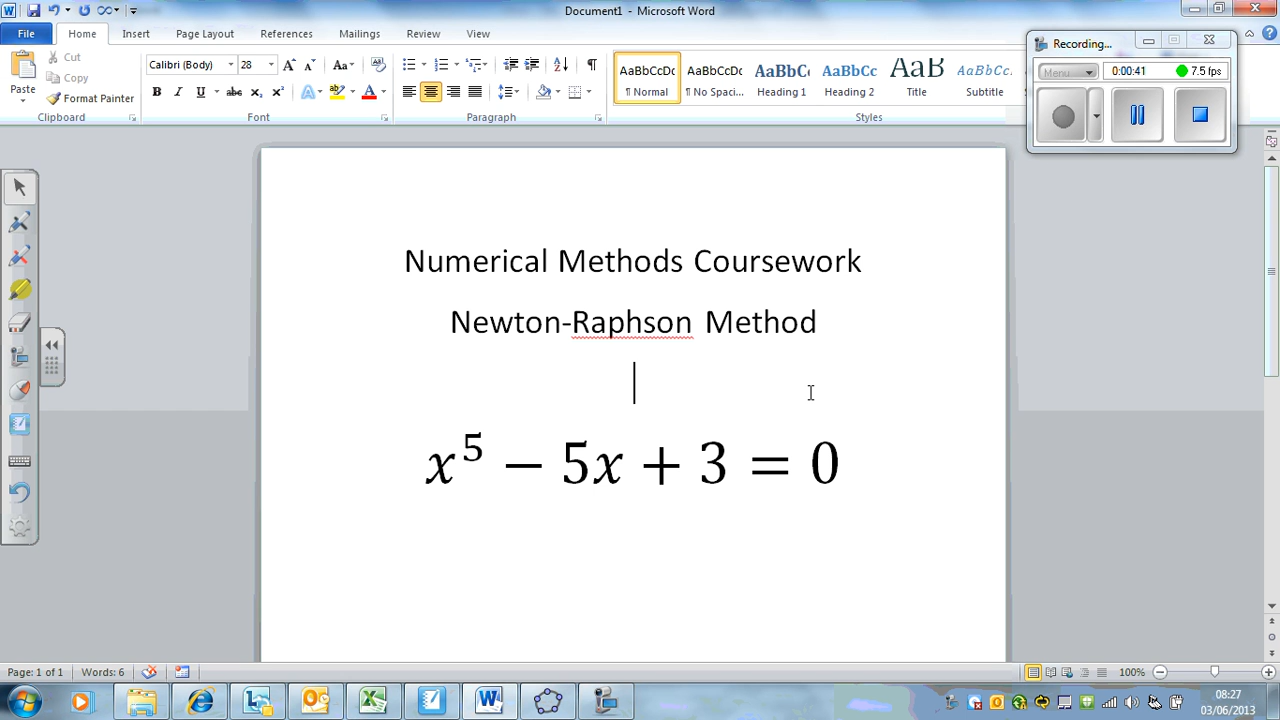 Document1 - Microsoft Word
File Home Insert Page Layout References Mailings Review View
Recording...
Menu 0:00:41 7.5 fps
Paste Cut
Copy
Format Painter
Clipboard
Calibri (Body) 28
Font
Paragraph
AaBbCcDc AaBbCcDc AaBbCc AaBbCc AaB AaBbCcDc
¶ Normal ¶ No Spaci... Heading 1 Heading 2 Title Subtitle
Styles
Numerical Methods Coursework
Newton-Raphson Method
x⁵ − 5x + 3 = 0
Page: 1 of 1 Words: 6 100%
08:27
03/06/2013